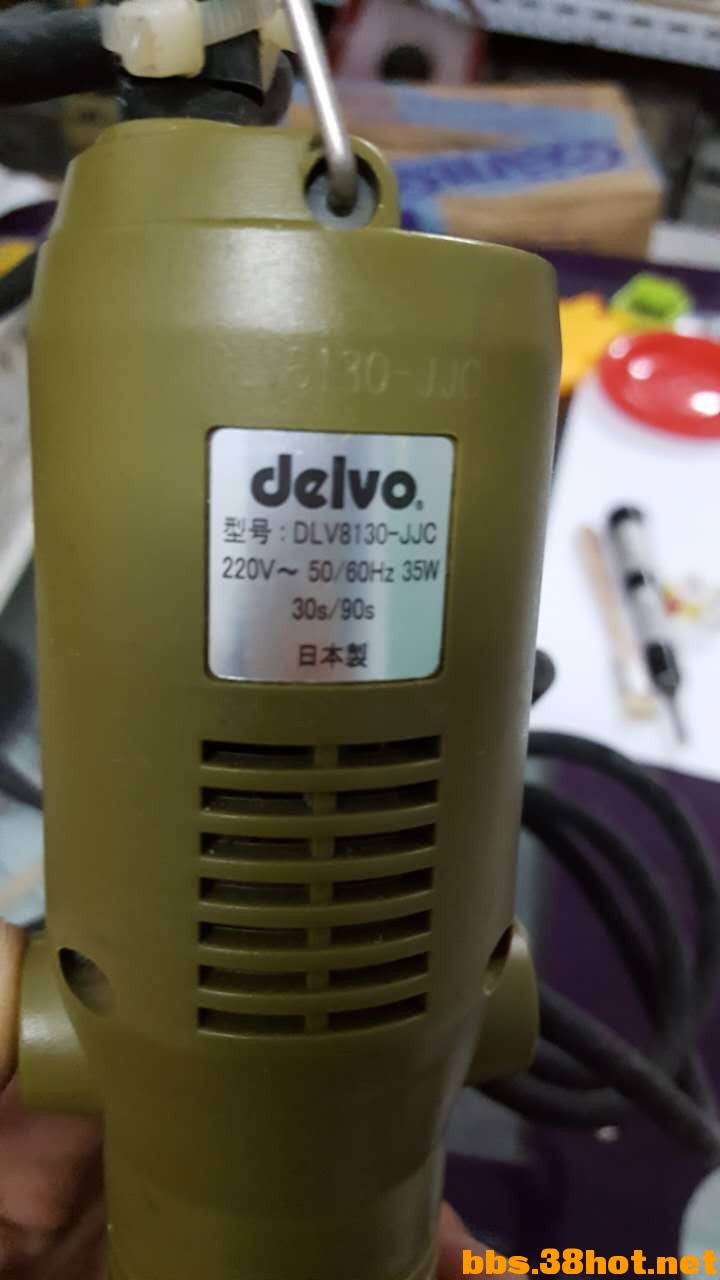 8130-JJC
delvo®
型号：DLV8130-JJC
220V～ 50/60Hz 35W
30s/90s
日本製
bbs.38hot.net